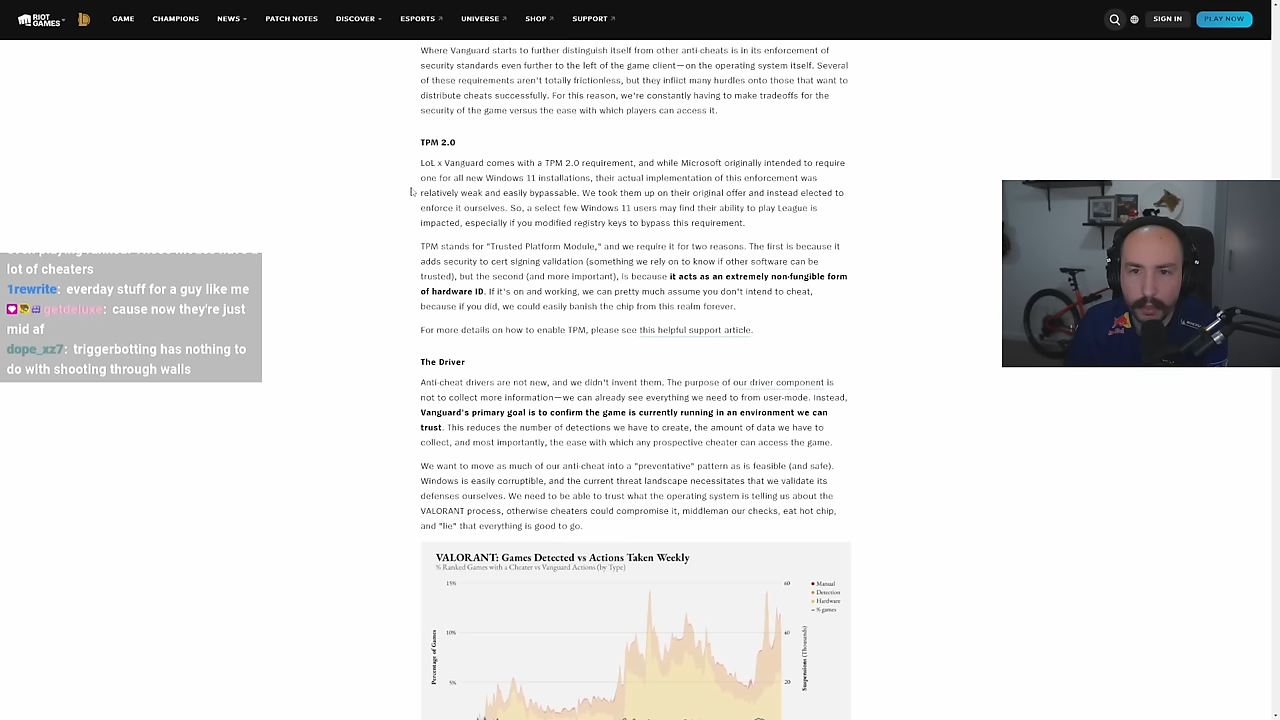 RIOT GAMES
GAME CHAMPIONS NEWS PATCH NOTES DISCOVER ESPORTS UNIVERSE SHOP SUPPORT SIGN IN PLAY NOW
Where Vanguard starts to further distinguish itself from other anti-cheats is in its enforcement of
security standards even further to the left of the game client—on the operating system itself. Several
of these requirements aren't totally frictionless, but they inflict many hurdles onto those that want to
distribute cheats successfully. For this reason, we're constantly having to make tradeoffs for the
security of the game versus the ease with which players can access it.
TPM 2.0
LoL x Vanguard comes with a TPM 2.0 requirement, and while Microsoft originally intended to require
one for all new Windows 11 installations, their actual implementation of this enforcement was
relatively weak and easily bypassable. We took them up on their original offer and instead elected to
enforce it ourselves. So, a select few Windows 11 users may find their ability to play League is
impacted, especially if you modified registry keys to bypass this requirement.
TPM stands for "Trusted Platform Module," and we require it for two reasons. The first is because it
adds security to cert signing validation (something we rely on to know if other software can be
trusted), but the second (and more important), is because it acts as an extremely non-fungible form
of hardware ID. If it's on and working, we can pretty much assume you don't intend to cheat,
because if you did, we could easily banish the chip from this realm forever.
For more details on how to enable TPM, please see this helpful support article.
The Driver
Anti-cheat drivers are not new, and we didn't invent them. The purpose of our driver component is
not to collect more information—we can already see everything we need to from user-mode. Instead,
Vanguard's primary goal is to confirm the game is currently running in an environment we can
trust. This reduces the number of detections we have to create, the amount of data we have to
collect, and most importantly, the ease with which any prospective cheater can access the game.
We want to move as much of our anti-cheat into a "preventative" pattern as is feasible (and safe).
Windows is easily corruptible, and the current threat landscape necessitates that we validate its
defenses ourselves. We need to be able to trust what the operating system is telling us about the
VALORANT process, otherwise cheaters could compromise it, middleman our checks, eat hot chip,
and "lie" that everything is good to go.
VALORANT: Games Detected vs Actions Taken Weekly
% Ranked Games with a Cheater vs Vanguard Actions (by Type)
15%
10%
5%
Percentage of Games
60
40
20
Suspensions (Thousands)
Manual
Detection
Hardware
% games
lot of cheaters
1rewrite: everday stuff for a guy like me
getdeluxe: cause now they're just
mid af
dope_xz7: triggerbotting has nothing to
do with shooting through walls